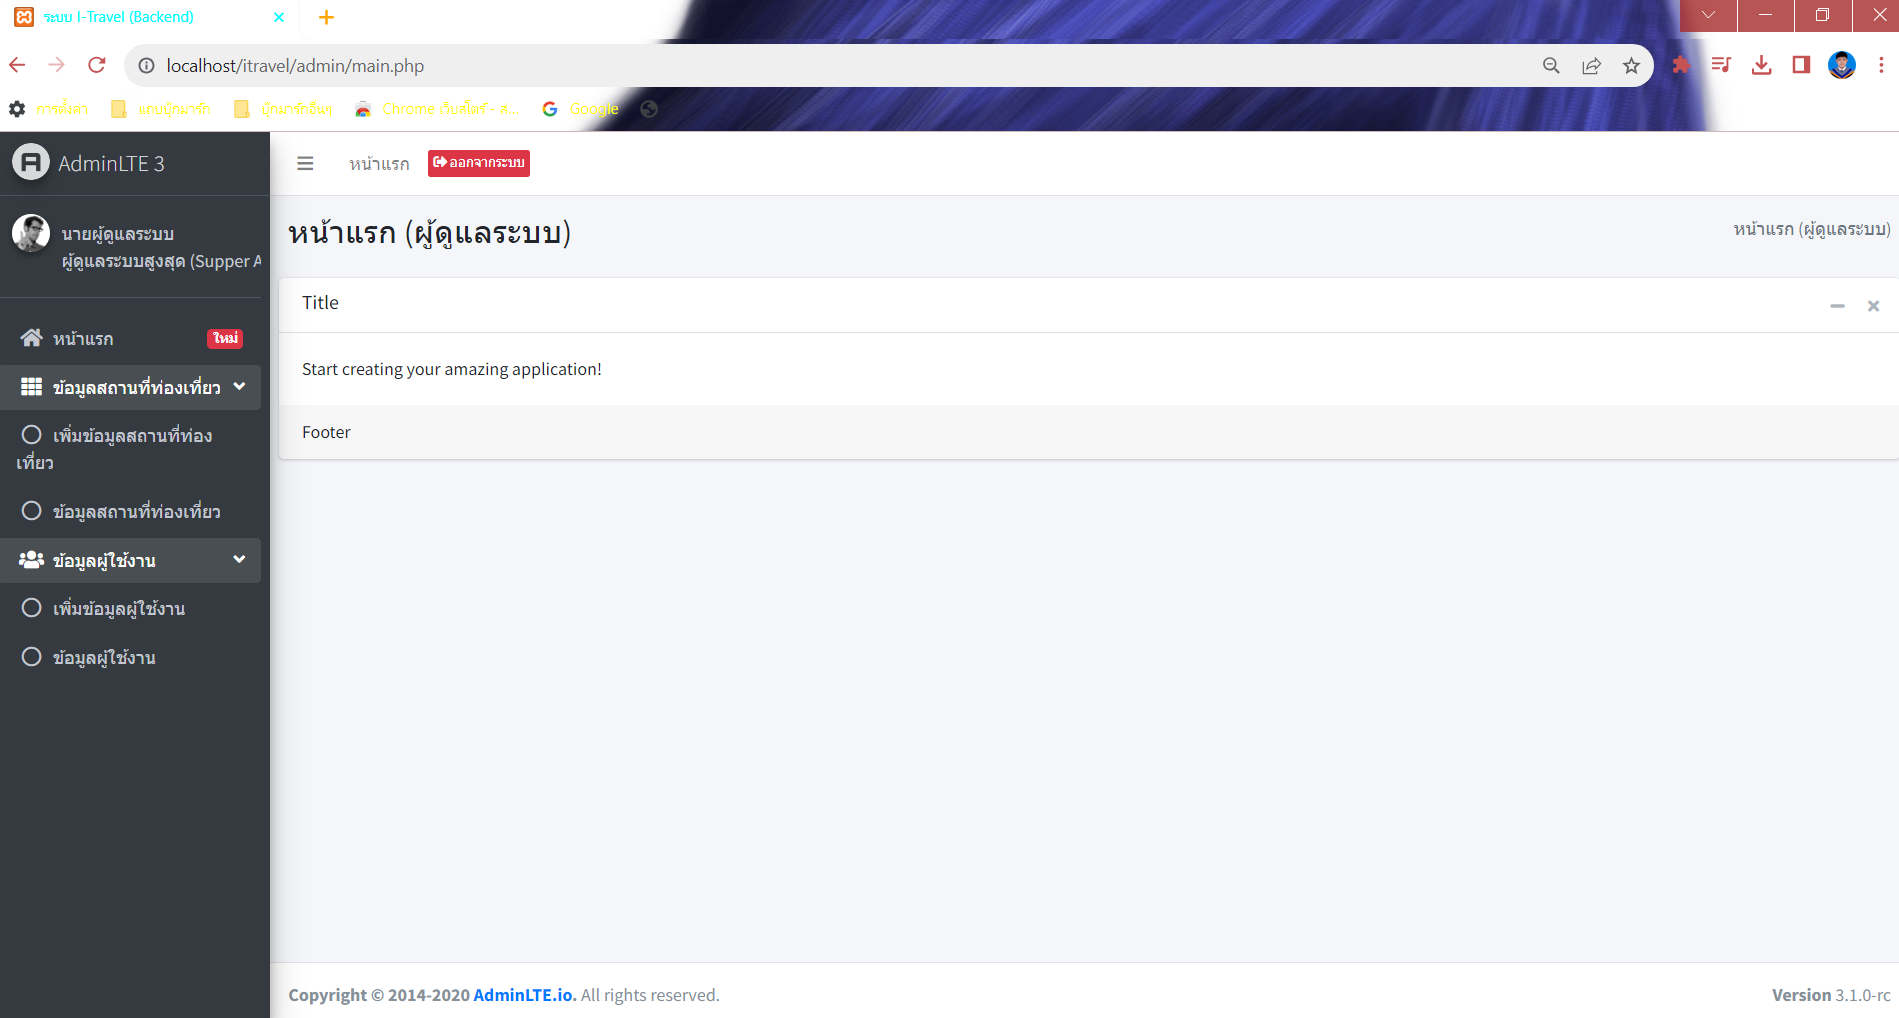 ระบบ I-Travel (Backend)
localhost/itravel/admin/main.php
การตั้งค่า แถบบุ๊กมาร์ก บุ๊กมาร์กอื่นๆ Chrome เว็บสโตร์ - ส... Google
AdminLTE 3
หน้าแรก ออกจากระบบ
นายผู้ดูแลระบบ
ผู้ดูแลระบบสูงสุด (Supper A
หน้าแรก (ผู้ดูแลระบบ)
หน้าแรก (ผู้ดูแลระบบ)
หน้าแรก ใหม่
ข้อมูลสถานที่ท่องเที่ยว
เพิ่มข้อมูลสถานที่ท่อง
เที่ยว
ข้อมูลสถานที่ท่องเที่ยว
ข้อมูลผู้ใช้งาน
เพิ่มข้อมูลผู้ใช้งาน
ข้อมูลผู้ใช้งาน
Title
Start creating your amazing application!
Footer
Copyright © 2014-2020 AdminLTE.io. All rights reserved.
Version 3.1.0-rc